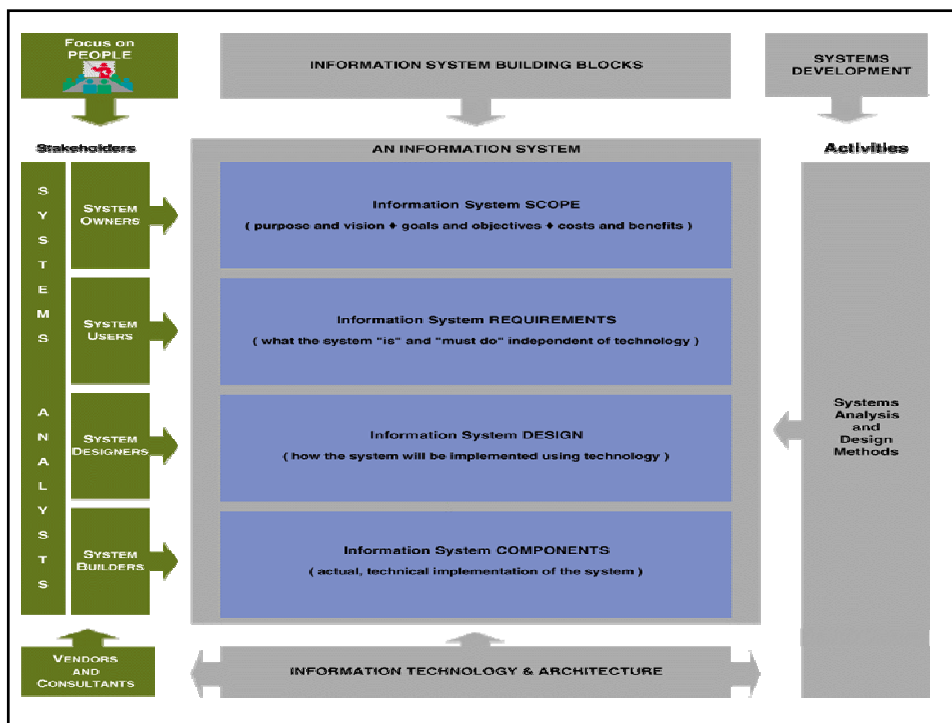 Focus on
PEOPLE
INFORMATION SYSTEM BUILDING BLOCKS
SYSTEMS
DEVELOPMENT
Stakeholders
AN INFORMATION SYSTEM
Activities
SYSTEMS ANALYSTS
SYSTEM
OWNERS
Information System SCOPE
( purpose and vision ♦ goals and objectives ♦ costs and benefits )
SYSTEM
USERS
Information System REQUIREMENTS
( what the system "is" and "must do" independent of technology )
SYSTEM
DESIGNERS
Information System DESIGN
( how the system will be implemented using technology )
SYSTEM
BUILDERS
Information System COMPONENTS
( actual, technical implementation of the system )
Systems
Analysis
and
Design
Methods
VENDORS
AND
CONSULTANTS
INFORMATION TECHNOLOGY & ARCHITECTURE